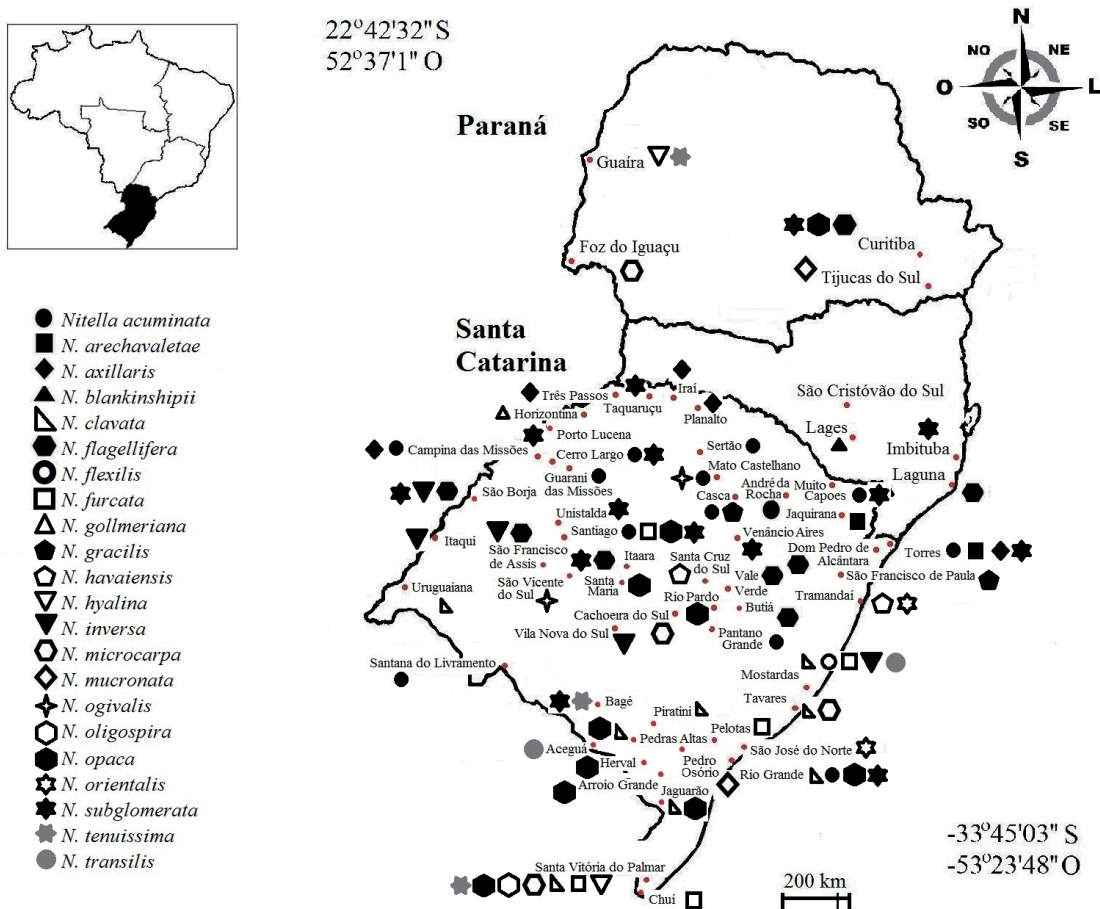 22°42'32" S
52°37'1" O
N
NO
NE
O
L
SO
SE
S
Paraná
Guaíra
Foz do Iguaçu
Curitiba
Tijucas do Sul
Santa
Catarina
Nitella acuminata
N. arechavaletae
N. axillaris
N. blankinshipii
N. clavata
N. flagellifera
N. flexilis
N. furcata
N. gollmeriana
N. gracilis
N. havaiensis
N. hyalina
N. inversa
N. microcarpa
N. mucronata
N. ogivalis
N. oligospira
N. opaca
N. orientalis
N. subglomerata
N. tenuissima
N. transilis
Três Passos
Iraí
Taquaruçu
Planalto
Horizontina
São Cristóvão do Sul
Porto Lucena
Lages
Imbituba
Campina das Missões
Cerro Largo
Sertão
Laguna
Guarani
das Missões
Mato Castelhano
São Borja
Casca
André da
Rocha
Muito
Capoes
Unistalda
Jaquirana
Santiago
Venâncio Aires
Itaqui
São Francisco
de Assis
Itaara
Santa Cruz
do Sul
Dom Pedro de
Alcântara
Torres
Uruguaiana
São Vicente
do Sul
Santa
Maria
Vale
Verde
São Francisco de Paula
Rio Pardo
Butiá
Tramandaí
Cachoeira do Sul
Vila Nova do Sul
Pantano
Grande
Santana do Livramento
Mostardas
Tavares
Bagé
Piratini
Pelotas
Aceguá
Pedras Altas
São José do Norte
Herval
Pedro
Osório
Rio Grande
Arroio Grande
Jaguarão
-33°45'03" S
-53°23'48" O
Santa Vitória do Palmar
Chuí
200 km